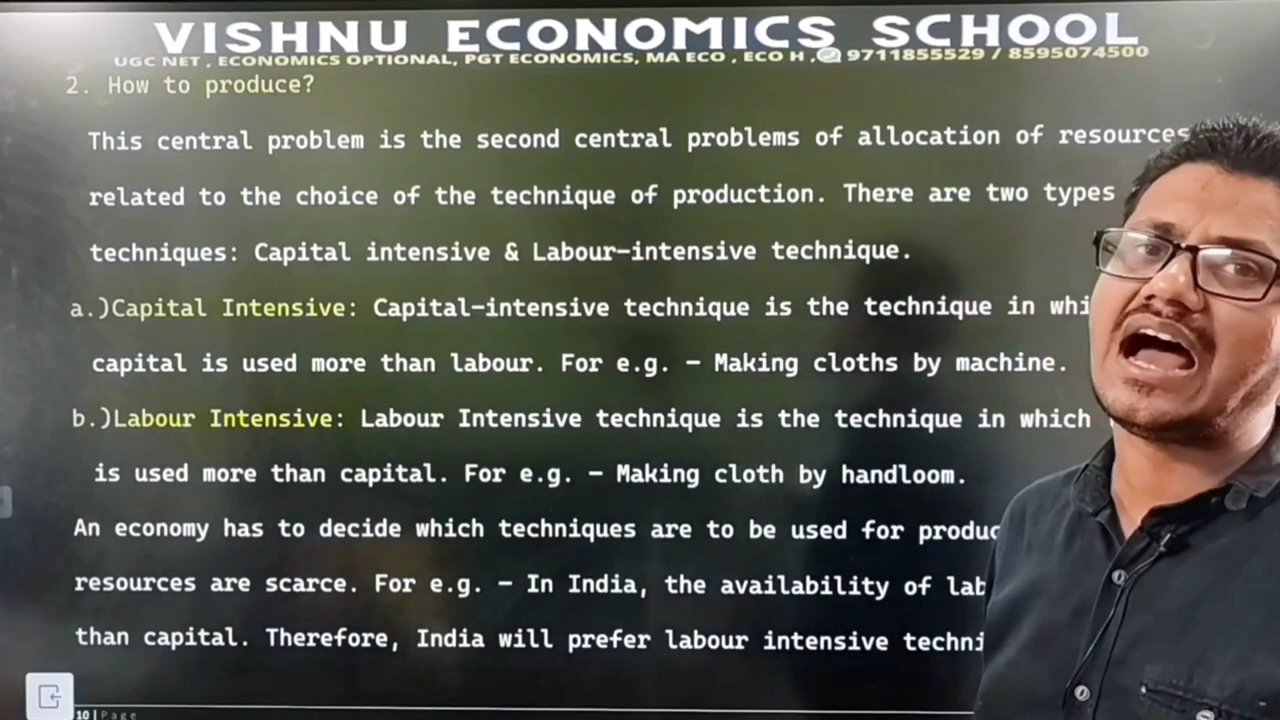 VISHNU ECONOMICS SCHOOL
UGC NET , ECONOMICS OPTIONAL, PGT ECONOMICS, MA ECO , ECO H , 9711855529 / 8595074500
2. How to produce?
This central problem is the second central problems of allocation of resources
related to the choice of the technique of production. There are two types
techniques: Capital intensive & Labour-intensive technique.
a.)Capital Intensive: Capital-intensive technique is the technique in whi
capital is used more than labour. For e.g. – Making cloths by machine.
b.)Labour Intensive: Labour Intensive technique is the technique in which
is used more than capital. For e.g. – Making cloth by handloom.
An economy has to decide which techniques are to be used for produc
resources are scarce. For e.g. – In India, the availability of lab
than capital. Therefore, India will prefer labour intensive techni
10 | Page